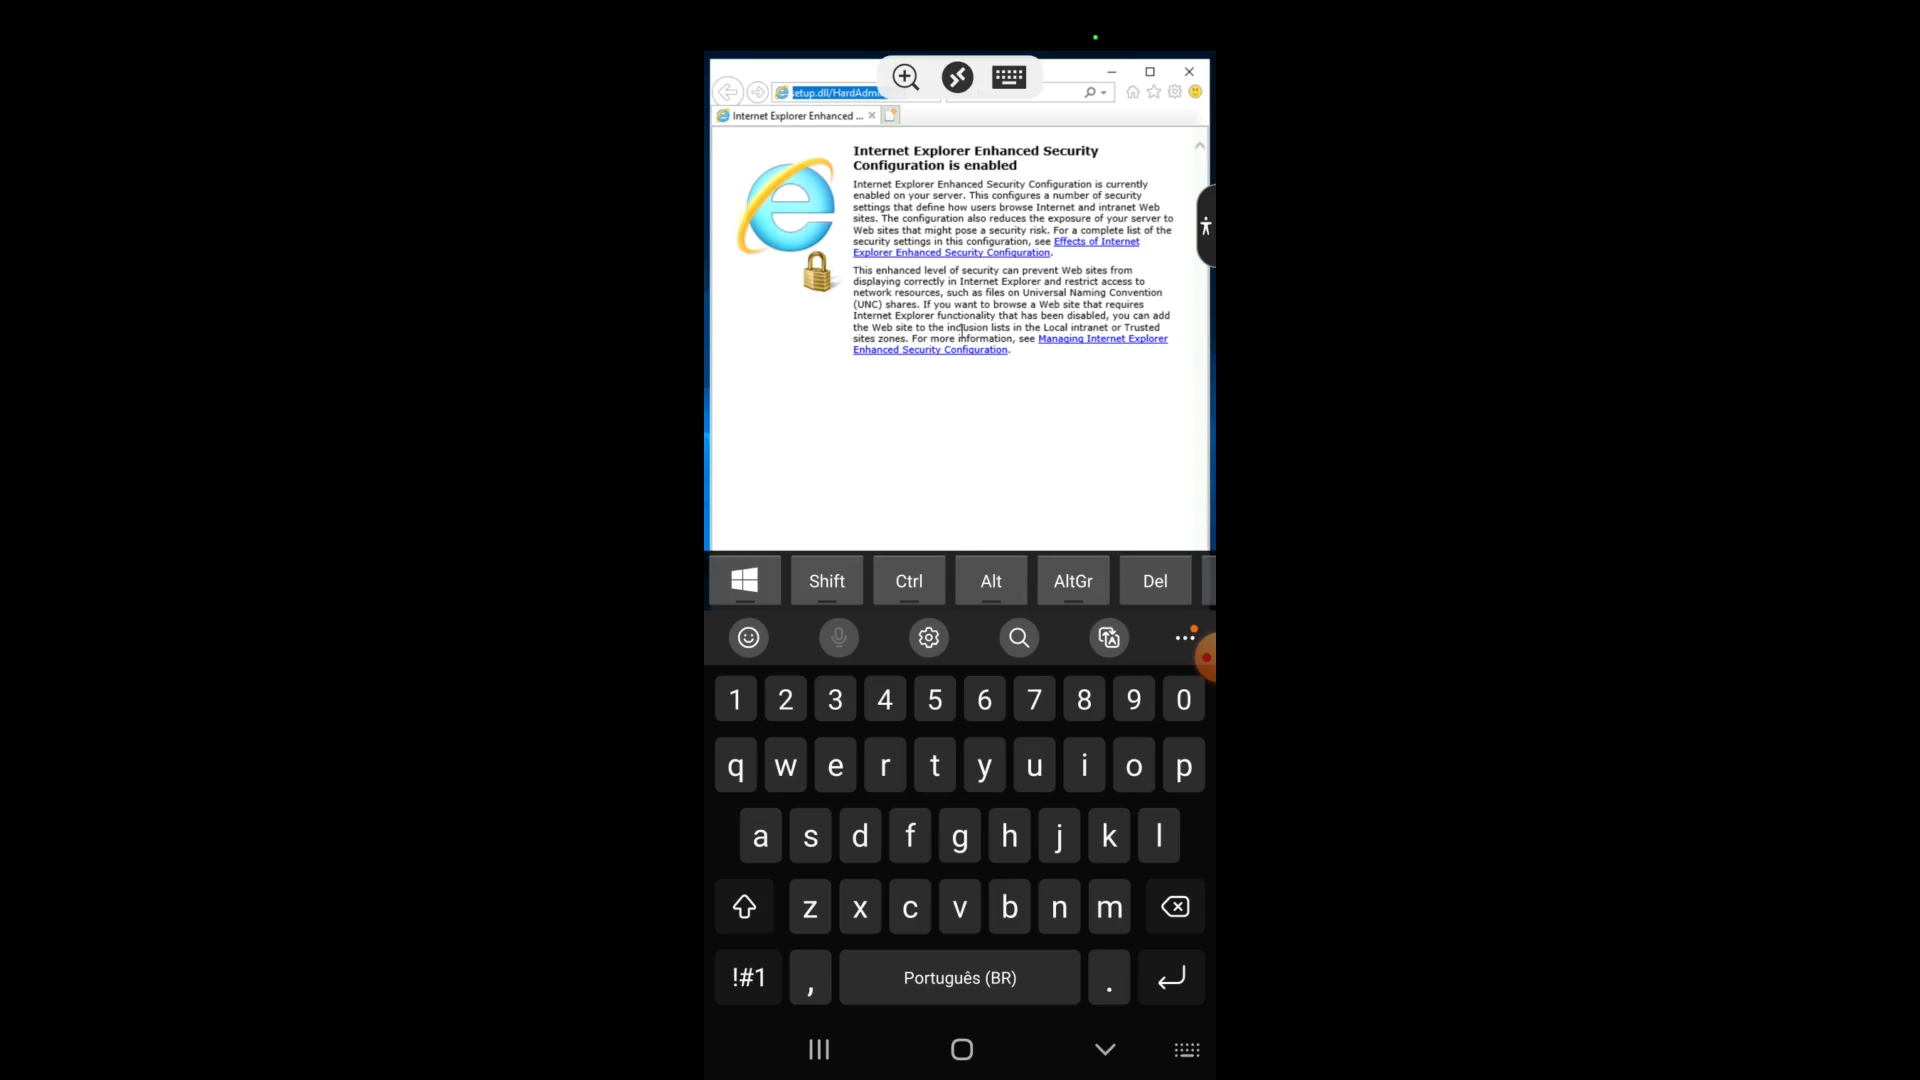 setup.dll/HardAdmi
Internet Explorer Enhanced ...
Internet Explorer Enhanced Security
Configuration is enabled
Internet Explorer Enhanced Security Configuration is currently
enabled on your server. This configures a number of security
settings that define how users browse Internet and intranet Web
sites. The configuration also reduces the exposure of your server to
Web sites that might pose a security risk. For a complete list of the
security settings in this configuration, see Effects of Internet
Explorer Enhanced Security Configuration.
This enhanced level of security can prevent Web sites from
displaying correctly in Internet Explorer and restrict access to
network resources, such as files on Universal Naming Convention
(UNC) shares. If you want to browse a Web site that requires
Internet Explorer functionality that has been disabled, you can add
the Web site to the inclusion lists in the Local intranet or Trusted
sites zones. For more information, see Managing Internet Explorer
Enhanced Security Configuration.
Shift Ctrl Alt AltGr Del
1 2 3 4 5 6 7 8 9 0
q w e r t y u i o p
a s d f g h j k l
z x c v b n m
!#1 , Português (BR) .